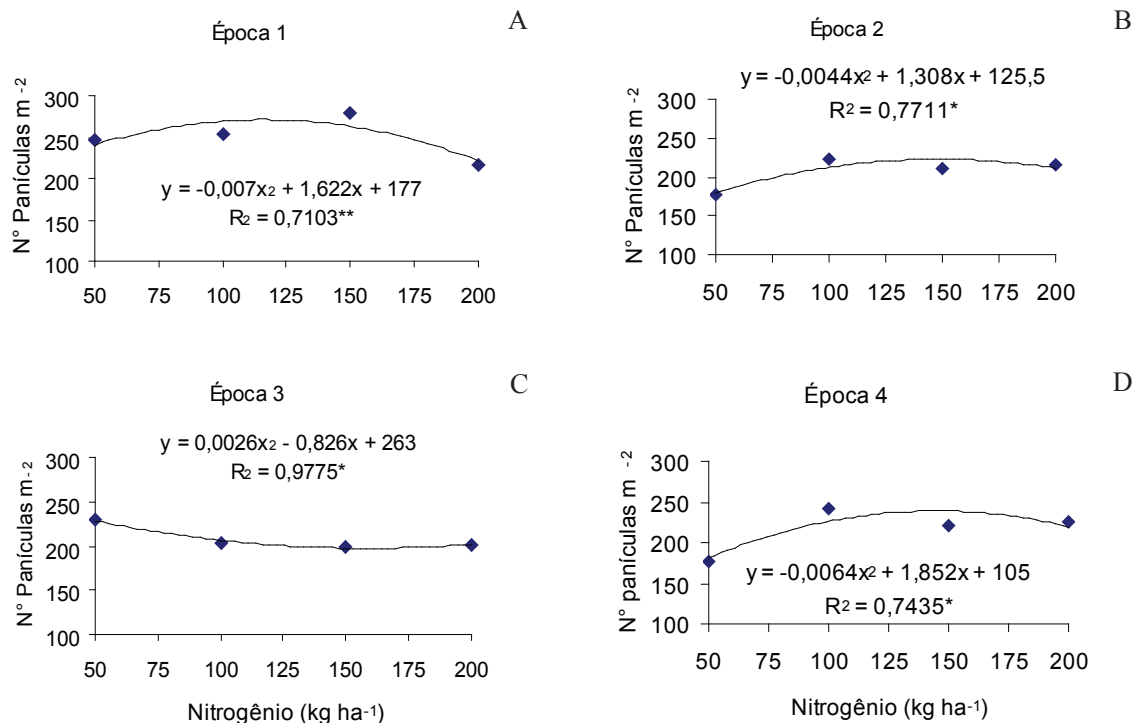 A
Época 1
N° Panículas m -2
300
250
200
150
100
y = -0,007x2 + 1,622x + 177
R2 = 0,7103**
50 75 100 125 150 175 200
B
Época 2
y = -0,0044x2 + 1,308x + 125,5
R2 = 0,7711*
N° Panículas m -2
300
250
200
150
100
50 75 100 125 150 175 200
C
Época 3
y = 0,0026x2 - 0,826x + 263
R2 = 0,9775*
N° Panículas m -2
300
250
200
150
100
50 75 100 125 150 175 200
Nitrogênio (kg ha-1)
D
Época 4
N° panículas m -2
300
250
200
150
100
y = -0,0064x2 + 1,852x + 105
R2 = 0,7435*
50 75 100 125 150 175 200
Nitrogênio (kg ha-1)